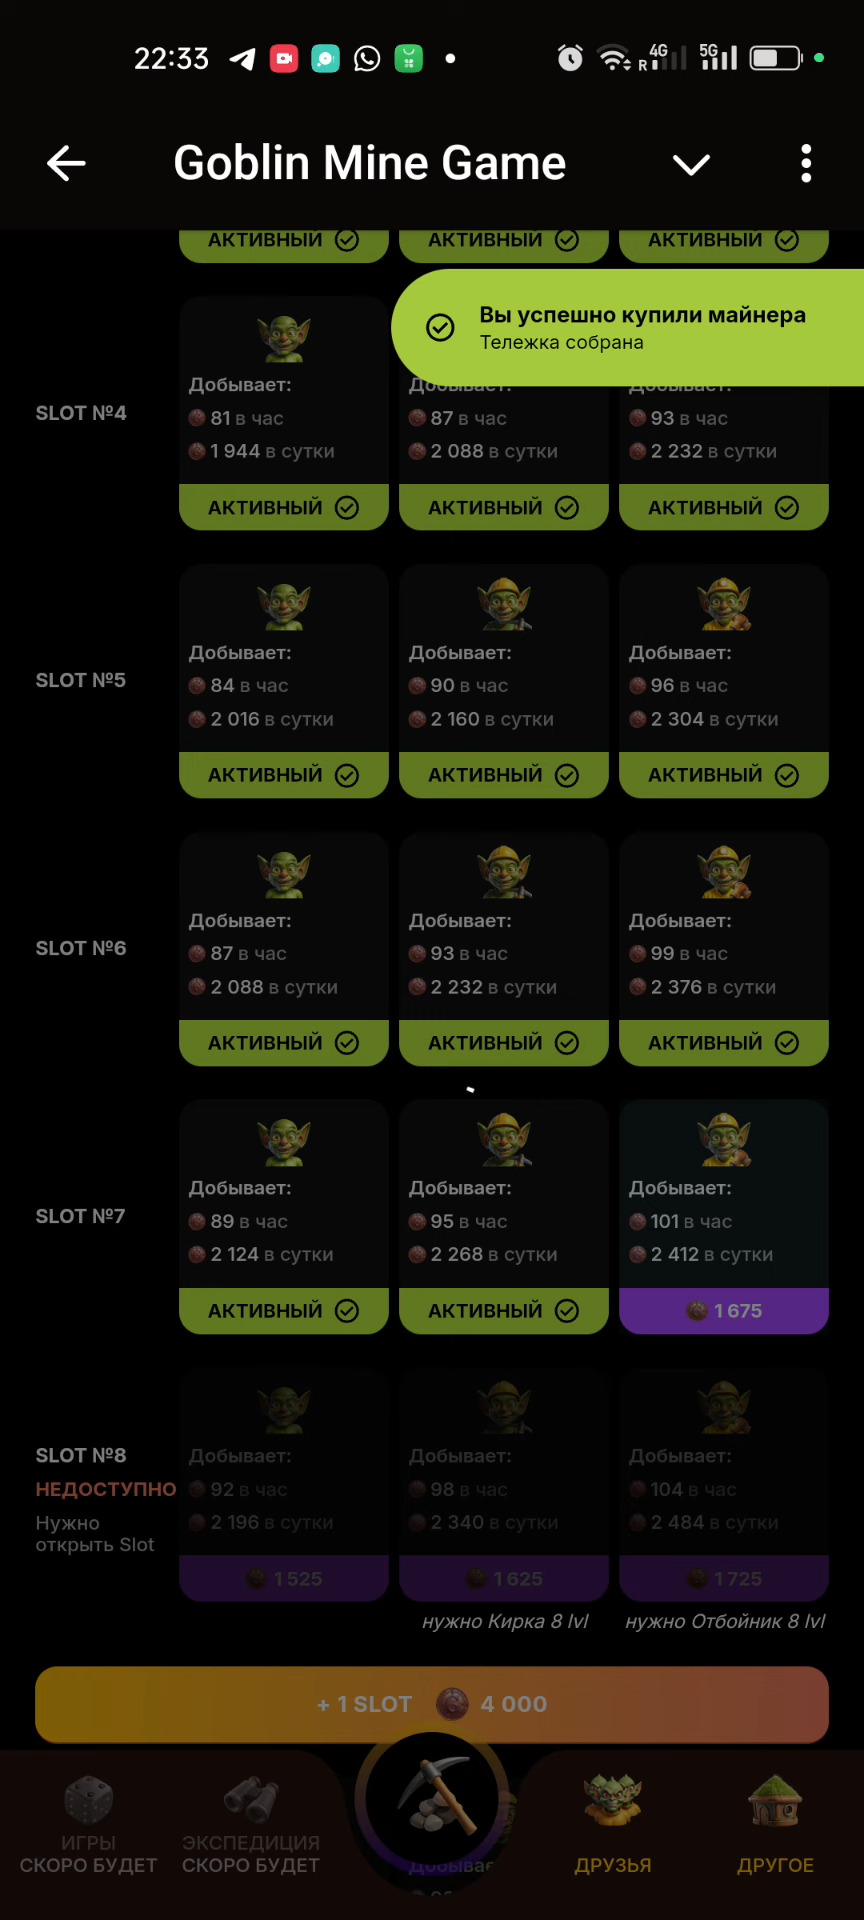 22:33
R 4G 5G
Goblin Mine Game
АКТИВНЫЙ АКТИВНЫЙ АКТИВНЫЙ
Вы успешно купили майнера
Тележка собрана
SLOT №4
Добывает: Добывает: Добывает:
81 в час 87 в час 93 в час
1 944 в сутки 2 088 в сутки 2 232 в сутки
АКТИВНЫЙ АКТИВНЫЙ АКТИВНЫЙ
SLOT №5
Добывает: Добывает: Добывает:
84 в час 90 в час 96 в час
2 016 в сутки 2 160 в сутки 2 304 в сутки
АКТИВНЫЙ АКТИВНЫЙ АКТИВНЫЙ
SLOT №6
Добывает: Добывает: Добывает:
87 в час 93 в час 99 в час
2 088 в сутки 2 232 в сутки 2 376 в сутки
АКТИВНЫЙ АКТИВНЫЙ АКТИВНЫЙ
SLOT №7
Добывает: Добывает: Добывает:
89 в час 95 в час 101 в час
2 124 в сутки 2 268 в сутки 2 412 в сутки
АКТИВНЫЙ АКТИВНЫЙ 1 675
SLOT №8
НЕДОСТУПНО
Нужно
открыть Slot
Добывает: Добывает: Добывает:
92 в час 98 в час 104 в час
2 196 в сутки 2 340 в сутки 2 484 в сутки
1 525 1 625 1 725
нужно Кирка 8 lvl нужно Отбойник 8 lvl
+ 1 SLOT 4 000
ИГРЫ
СКОРО БУДЕТ
ЭКСПЕДИЦИЯ
СКОРО БУДЕТ
ДРУЗЬЯ
ДРУГОЕ